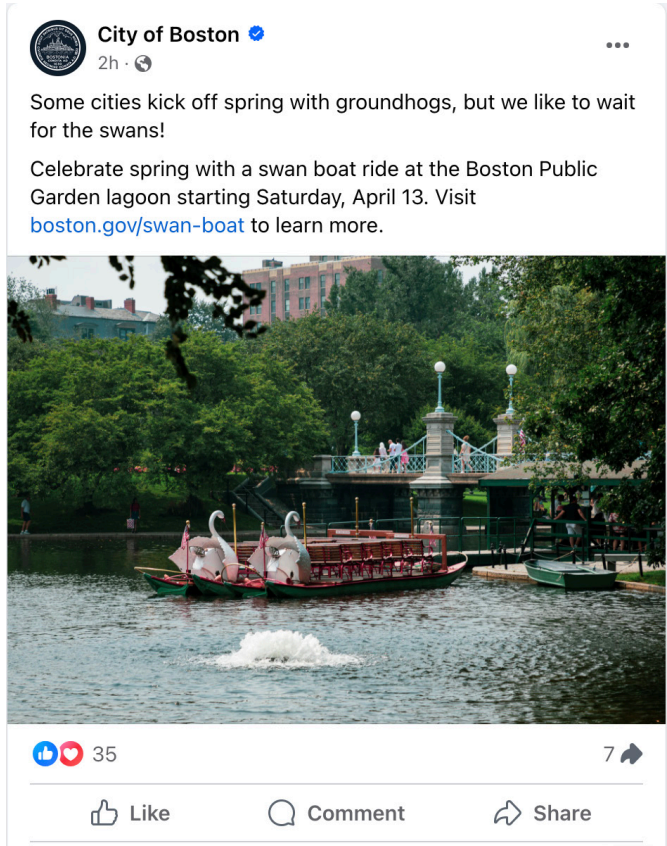 City of Boston
2h ·
Some cities kick off spring with groundhogs, but we like to wait
for the swans!
Celebrate spring with a swan boat ride at the Boston Public
Garden lagoon starting Saturday, April 13. Visit
boston.gov/swan-boat to learn more.
35
7
Like
Comment
Share